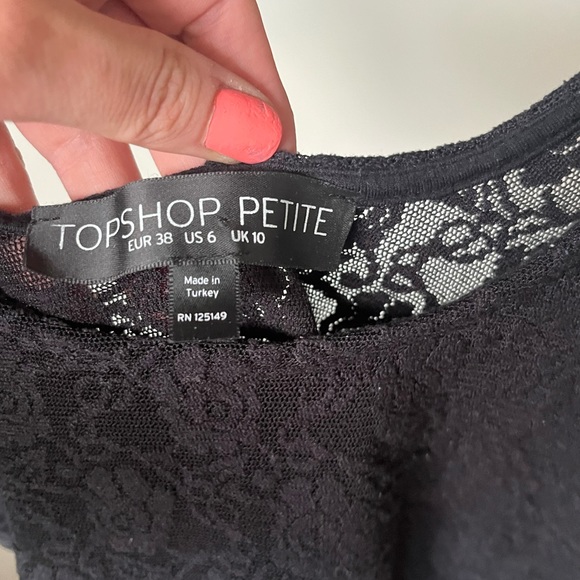 TOPSHOP PETITE
EUR 38 US 6 UK 10
Made in
Turkey
RN 125149